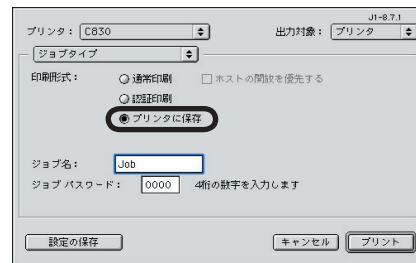 J1-8.7.1
プリンタ： C830 出力対象： プリンタ
ジョブタイプ
印刷形式： 通常印刷 ホストの開放を優先する
認証印刷
プリンタに保存
ジョブ名： Job
ジョブ パスワード： 0000 4桁の数字を入力します
設定の保存 キャンセル プリント